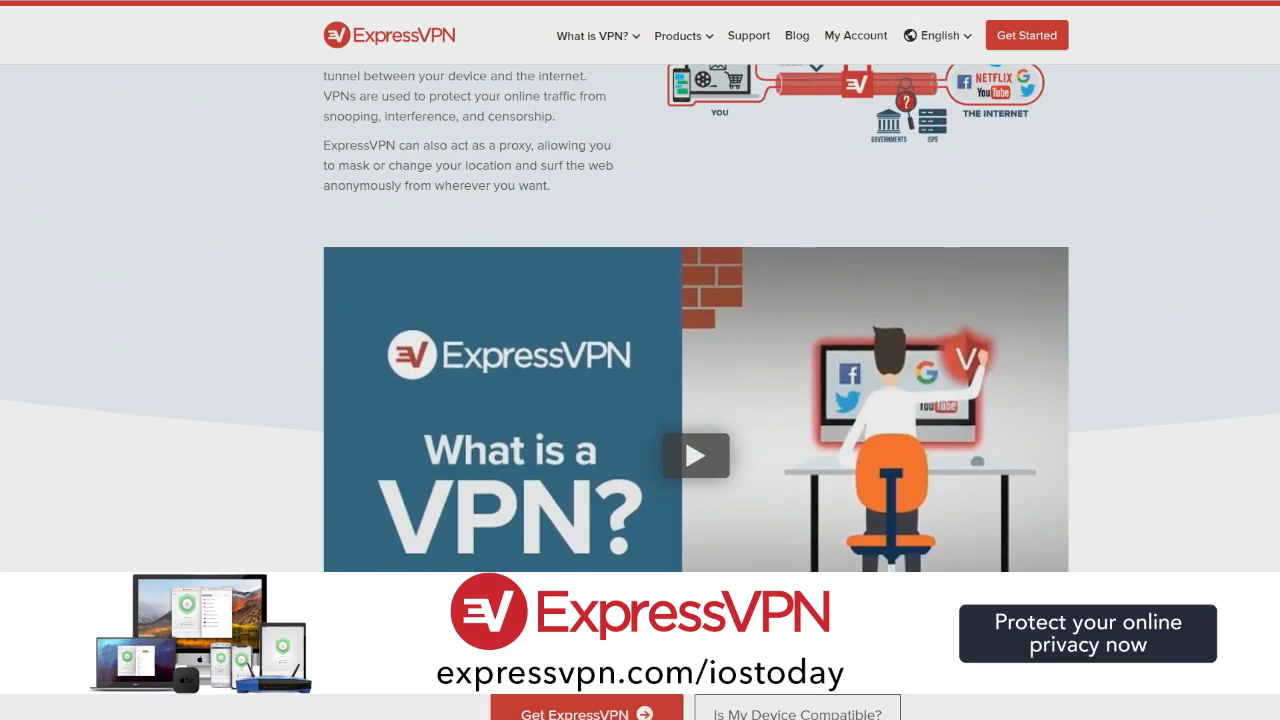 ExpressVPN
What is VPN? Products Support Blog My Account English Get Started
tunnel between your device and the internet.
VPNs are used to protect your online traffic from
snooping, interference, and censorship.
ExpressVPN can also act as a proxy, allowing you
to mask or change your location and surf the web
anonymously from wherever you want.
NETFLIX
YouTube
YOU
THE INTERNET
GOVERNMENTS ISPS
ExpressVPN
What is a
VPN?
YouTube
ExpressVPN
expressvpn.com/iostoday
Protect your online
privacy now
Get ExpressVPN
Is My Device Compatible?